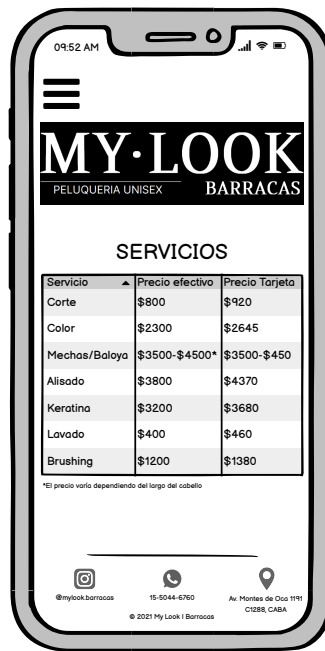 09:52 AM
MY·LOOK
PELUQUERIA UNISEX BARRACAS
SERVICIOS
Servicio Precio efectivo Precio Tarjeta
Corte $800 $920
Color $2300 $2645
Mechas/Baloya $3500-$4500* $3500-$450
Alisado $3800 $4370
Keratina $3200 $3680
Lavado $400 $460
Brushing $1200 $1380
*El precio varía dependiendo del largo del cabello
@mylook.barracas 15-5044-6760 Av. Montes de Oca 1191
C1288, CABA
© 2021 My Look | Barracas